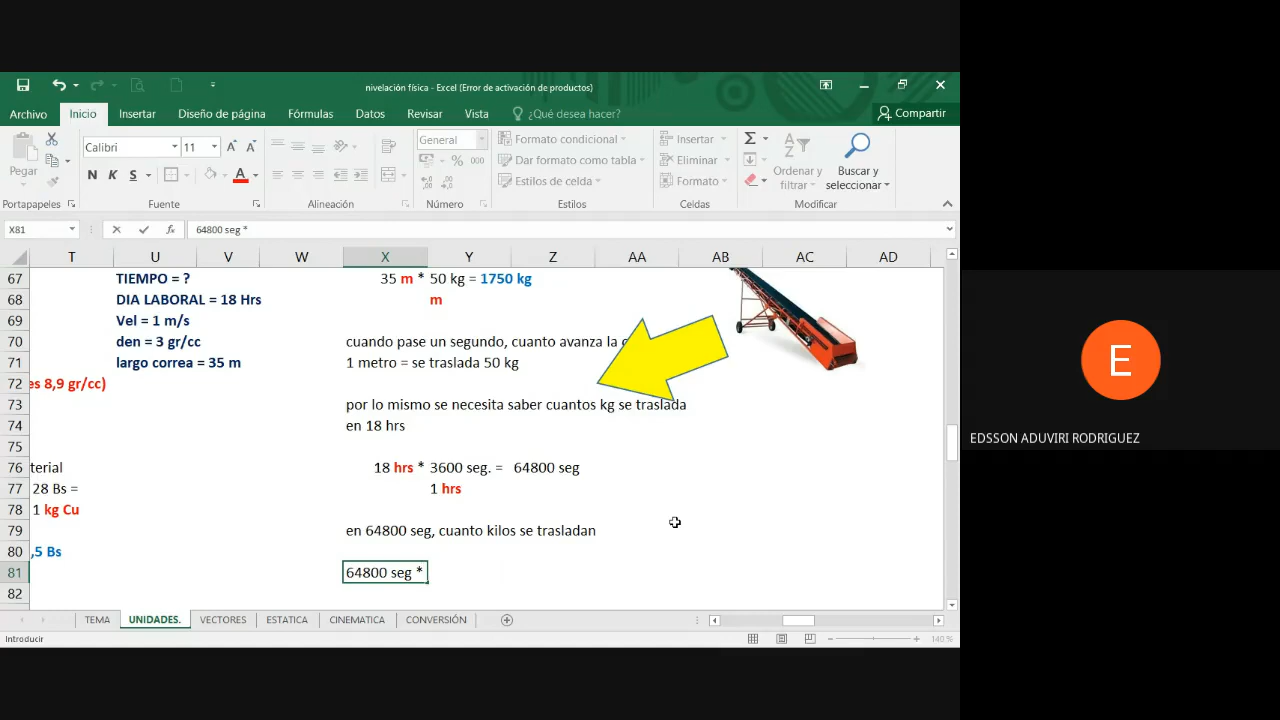 nivelación física - Excel (Error de activación de productos)
Archivo Inicio Insertar Diseño de página Fórmulas Datos Revisar Vista ¿Qué desea hacer? Compartir
Pegar
Calibri 11
N K S
General
% 000
Formato condicional
Dar formato como tabla
Estilos de celda
Insertar
Eliminar
Formato
Σ
Ordenar y filtrar
Buscar y seleccionar
Portapapeles Fuente Alineación Número Estilos Celdas Modificar
X81 fx 64800 seg *
T U V W X Y Z AA AB AC AD
67 TIEMPO = ? 35 m * 50 kg = 1750 kg
68 DIA LABORAL = 18 Hrs m
69 Vel = 1 m/s
70 den = 3 gr/cc cuando pase un segundo, cuanto avanza la
71 largo correa = 35 m 1 metro = se traslada 50 kg
72 es 8,9 gr/cc)
73 por lo mismo se necesita saber cuantos kg se traslada
74 en 18 hrs
75
76 terial 18 hrs * 3600 seg. = 64800 seg
77 28 Bs = 1 hrs
78 1 kg Cu
79 en 64800 seg, cuanto kilos se trasladan
80 ,5 Bs
81 64800 seg *
82
TEMA UNIDADES. VECTORES ESTATICA CINEMATICA CONVERSIÓN
Introducir 140 %
E
EDSSON ADUVIRI RODRIGUEZ